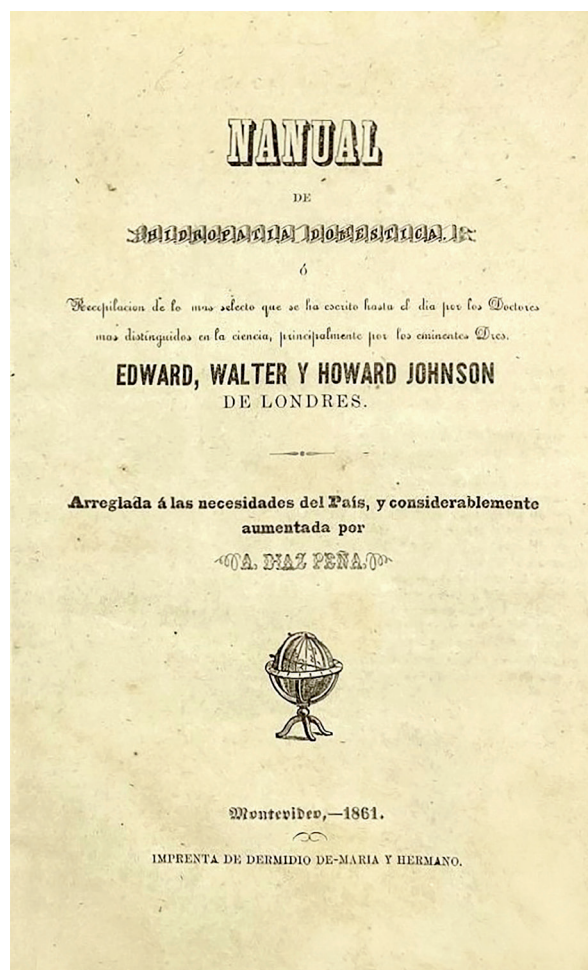 NANUAL
DE
HIDROPATIA DOMESTICA.
ó
Recopilacion de lo mas selecto que se ha escrito hasta el dia por los Doctores
mas distinguidos en la ciencia, principalmente por los eminentes Dres.
EDWARD, WALTER Y HOWARD JOHNSON
DE LONDRES.
Arreglada á las necesidades del País, y considerablemente
aumentada por
A. DIAZ PEÑA
Montevideo,—1861.
IMPRENTA DE DERMIDIO DE-MARIA Y HERMANO.